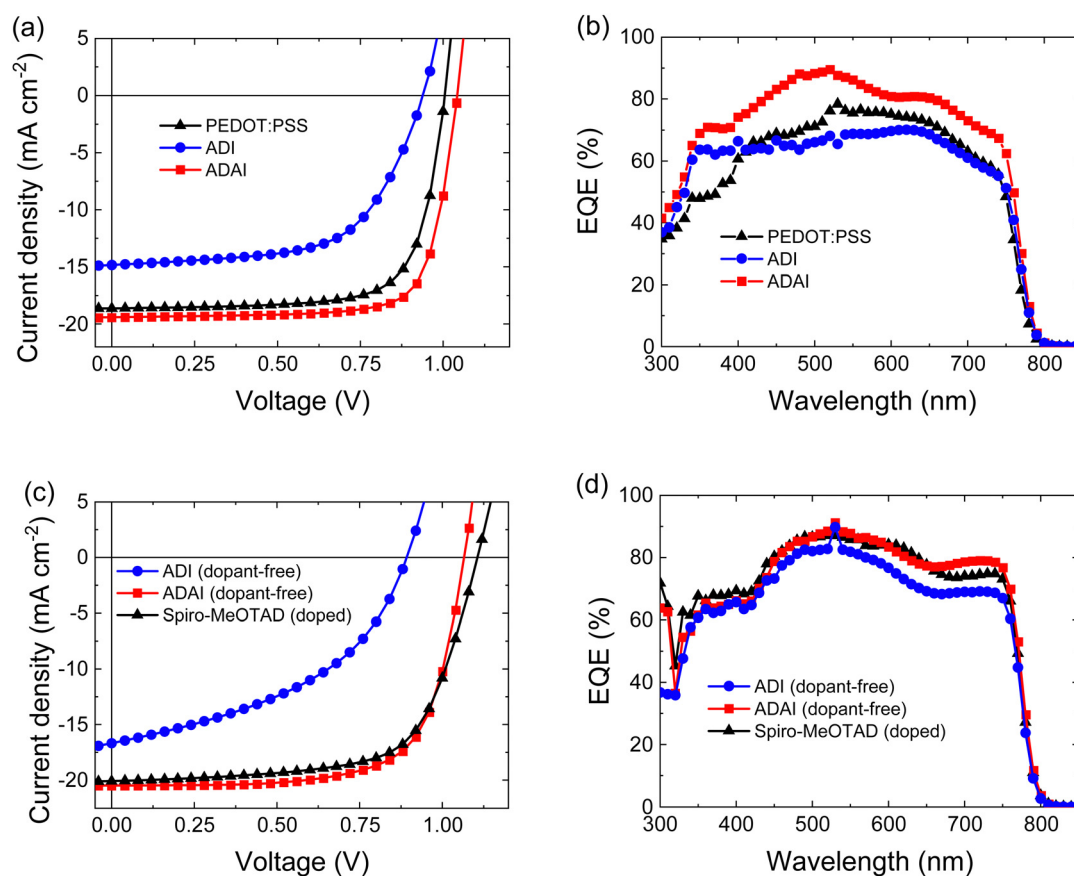 (a)
5
0
-5
-10
-15
-20
Current density (mA cm⁻²)
PEDOT:PSS
ADI
ADAI
0.00 0.25 0.50 0.75 1.00
Voltage (V)
(b)
100
80
60
40
20
0
EQE (%)
PEDOT:PSS
ADI
ADAI
300 400 500 600 700 800
Wavelength (nm)
(c)
5
0
-5
-10
-15
-20
Current density (mA cm⁻²)
ADI (dopant-free)
ADAI (dopant-free)
Spiro-MeOTAD (doped)
0.00 0.25 0.50 0.75 1.00
Voltage (V)
(d)
100
80
60
40
20
0
EQE (%)
ADI (dopant-free)
ADAI (dopant-free)
Spiro-MeOTAD (doped)
300 400 500 600 700 800
Wavelength (nm)